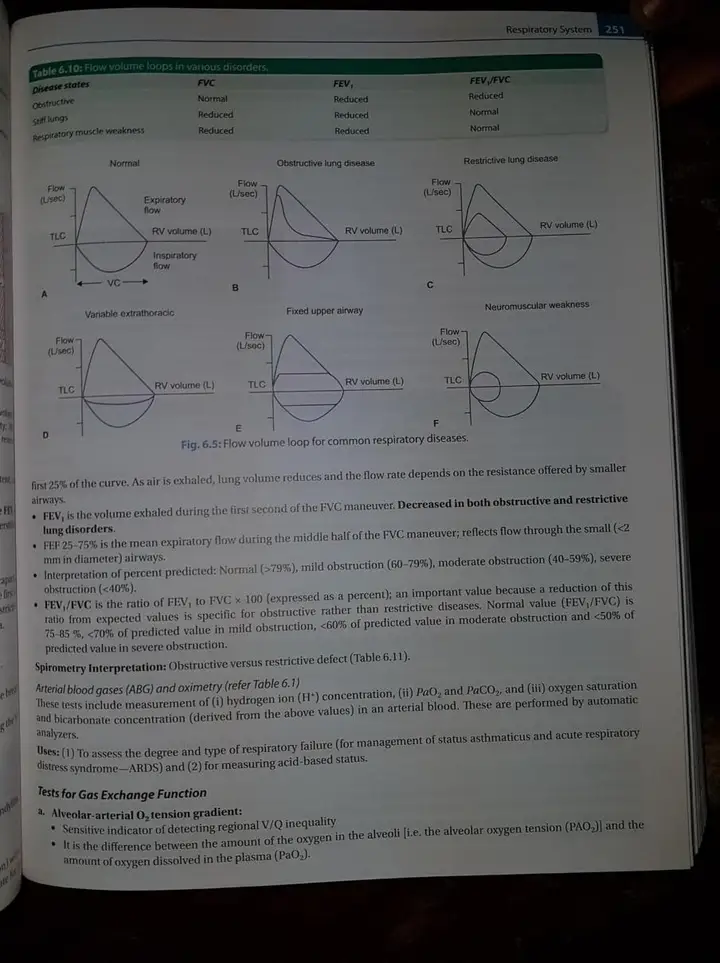 Respiratory System 251
Table 6.10: Flow volume loops in various disorders.
Disease states FVC FEV₁ FEV₁/FVC
Obstructive Normal Reduced Reduced
Stiff lungs Reduced Reduced Normal
Respiratory muscle weakness Reduced Reduced Normal
Normal
Flow
(L/sec)
Expiratory
flow
TLC
RV volume (L)
Inspiratory
flow
VC
A
Obstructive lung disease
Flow
(L/sec)
TLC
RV volume (L)
B
Restrictive lung disease
Flow
(L/sec)
TLC
RV volume (L)
C
Variable extrathoracic
Flow
(L/sec)
TLC
RV volume (L)
D
Fixed upper airway
Flow
(L/sec)
TLC
RV volume (L)
E
Neuromuscular weakness
Flow
(L/sec)
TLC
RV volume (L)
F
Fig. 6.5: Flow volume loop for common respiratory diseases.
first 25% of the curve. As air is exhaled, lung volume reduces and the flow rate depends on the resistance offered by smaller
airways.
• FEV₁ is the volume exhaled during the first second of the FVC maneuver. Decreased in both obstructive and restrictive
lung disorders.
• FEF 25–75% is the mean expiratory flow during the middle half of the FVC maneuver; reflects flow through the small (<2
mm in diameter) airways.
• Interpretation of percent predicted: Normal (>79%), mild obstruction (60–79%), moderate obstruction (40–59%), severe
obstruction (<40%).
• FEV₁/FVC is the ratio of FEV₁ to FVC × 100 (expressed as a percent); an important value because a reduction of this
ratio from expected values is specific for obstructive rather than restrictive diseases. Normal value (FEV₁/FVC) is
75-85 %, <70% of predicted value in mild obstruction, <60% of predicted value in moderate obstruction and <50% of
predicted value in severe obstruction.
Spirometry Interpretation: Obstructive versus restrictive defect (Table 6.11).
Arterial blood gases (ABG) and oximetry (refer Table 6.1)
These tests include measurement of (i) hydrogen ion (H⁺) concentration, (ii) PaO₂ and PaCO₂, and (iii) oxygen saturation
and bicarbonate concentration (derived from the above values) in an arterial blood. These are performed by automatic
analyzers.
Uses: (1) To assess the degree and type of respiratory failure (for management of status asthmaticus and acute respiratory
distress syndrome—ARDS) and (2) for measuring acid-based status.
Tests for Gas Exchange Function
a. Alveolar-arterial O₂ tension gradient:
• Sensitive indicator of detecting regional V/Q inequality
• It is the difference between the amount of the oxygen in the alveoli [i.e. the alveolar oxygen tension (PAO₂)] and the
amount of oxygen dissolved in the plasma (PaO₂).